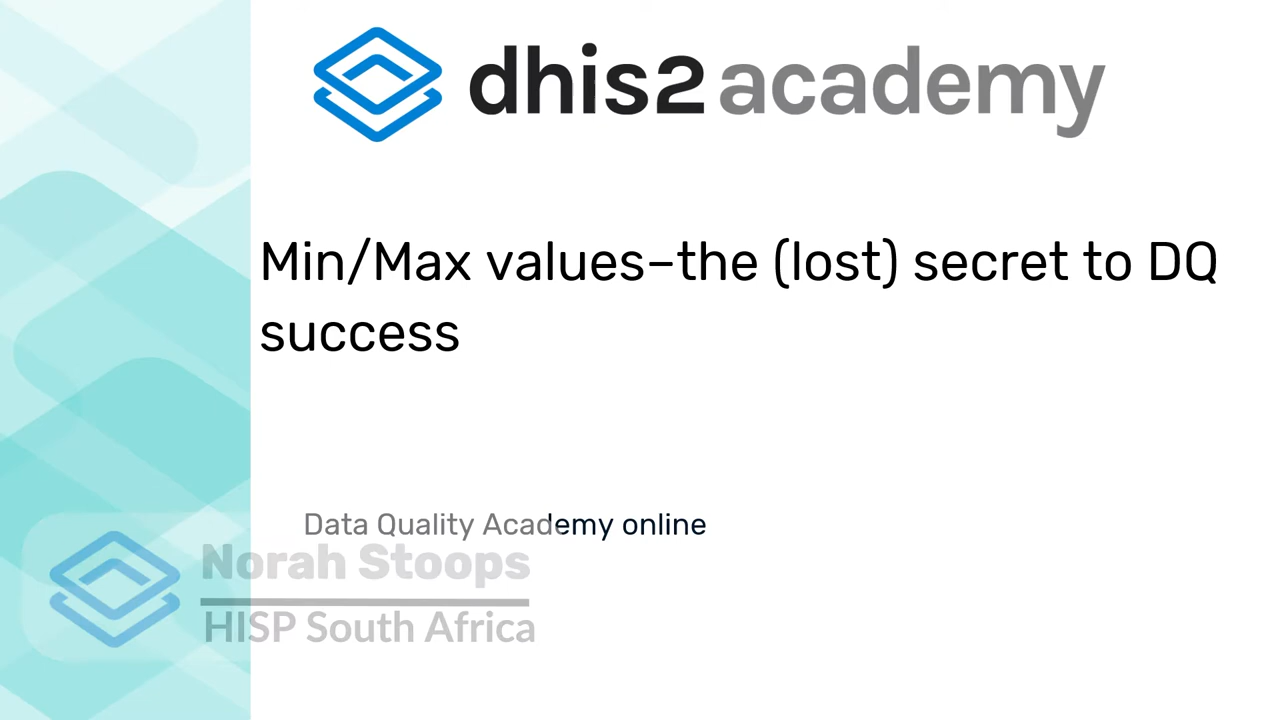 dhis2 academy
Min/Max values–the (lost) secret to DQ
success
Data Quality Academy online
Norah Stoops
HISP South Africa